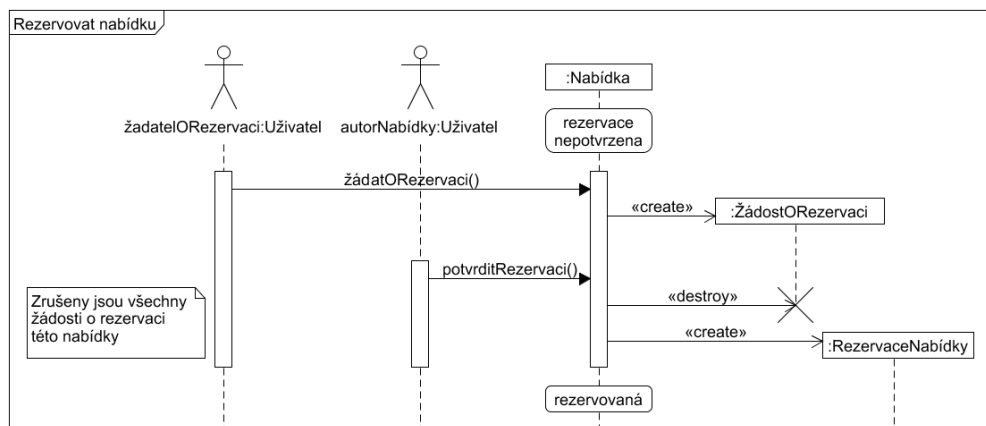 Rezervovat nabídku
:Nabídka
žadatelORezervaci:Uživatel
autorNabídky:Uživatel
rezervace
nepotvrzena
žádatORezervaci()
«create»
:ŽádostORezervaci
potvrditRezervaci()
Zrušeny jsou všechny
žádosti o rezervaci
této nabídky
«destroy»
«create»
:RezervaceNabídky
rezervovaná